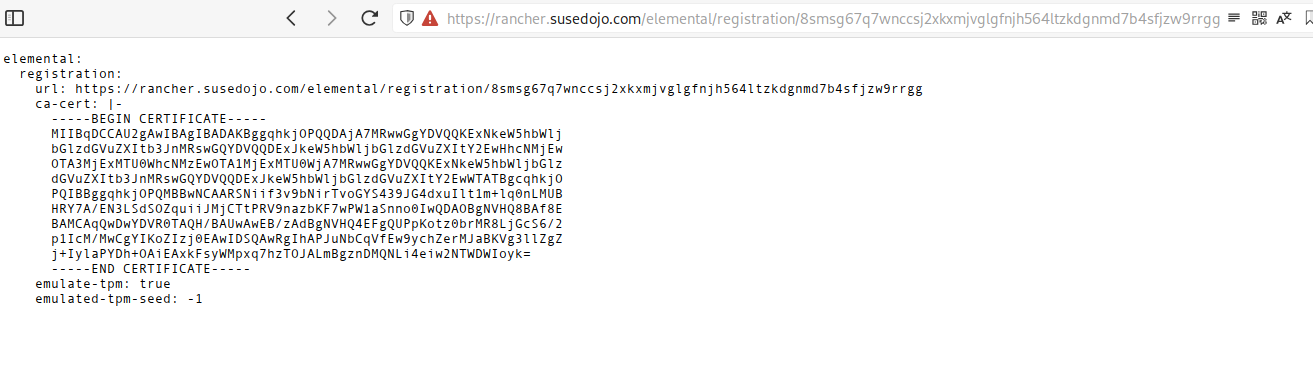 https://rancher.susedojo.com/elemental/registration/8smsg67q7wnccsj2xkxmjvglgfnjh564ltzkdgnmd7b4sfjzw9rrgg
elemental:
  registration:
    url: https://rancher.susedojo.com/elemental/registration/8smsg67q7wnccsj2xkxmjvglgfnjh564ltzkdgnmd7b4sfjzw9rrgg
    ca-cert: |-
      -----BEGIN CERTIFICATE-----
      MIIBqDCCAU2gAwIBAgIBADAKBggqhkjOPQQDAjA7MRwwGgYDVQQKExNkeW5hbWlj
      bGlzdGVuZXItb3JnMRswGQYDVQQDExJkeW5hbWljbGlzdGVuZXItY2EwHhcNMjEw
      OTA3MjExMTU0WhcNMzEwOTA1MjExMTU0WjA7MRwwGgYDVQQKExNkeW5hbWljbGlz
      dGVuZXItb3JnMRswGQYDVQQDExJkeW5hbWljbGlzdGVuZXItY2EwWTATBgcqhkjO
      PQIBBggqhkjOPQMBBwNCAARSNiif3v9bNirTvoGYS439JG4dxuIlt1m+lq0nLMUB
      HRY7A/EN3LSdSOZquiiJMjCTtPRV9nazbKF7wPW1aSnno0IwQDAOBgNVHQ8BAf8E
      BAMCAqQwDwYDVR0TAQH/BAUwAwEB/zAdBgNVHQ4EFgQUPpKotz0brMR8LjGcS6/2
      p1IcM/MwCgYIKoZIzj0EAwIDSQAwRgIhAPJuNbCqVfEw9ychZerMJaBKVg3llZgZ
      j+IylaPYDh+OAiEAxkFsyWMpxq7hzTOJALmBgznDMQNLi4eiw2NTWDWIoyk=
      -----END CERTIFICATE-----
    emulate-tpm: true
    emulated-tpm-seed: -1